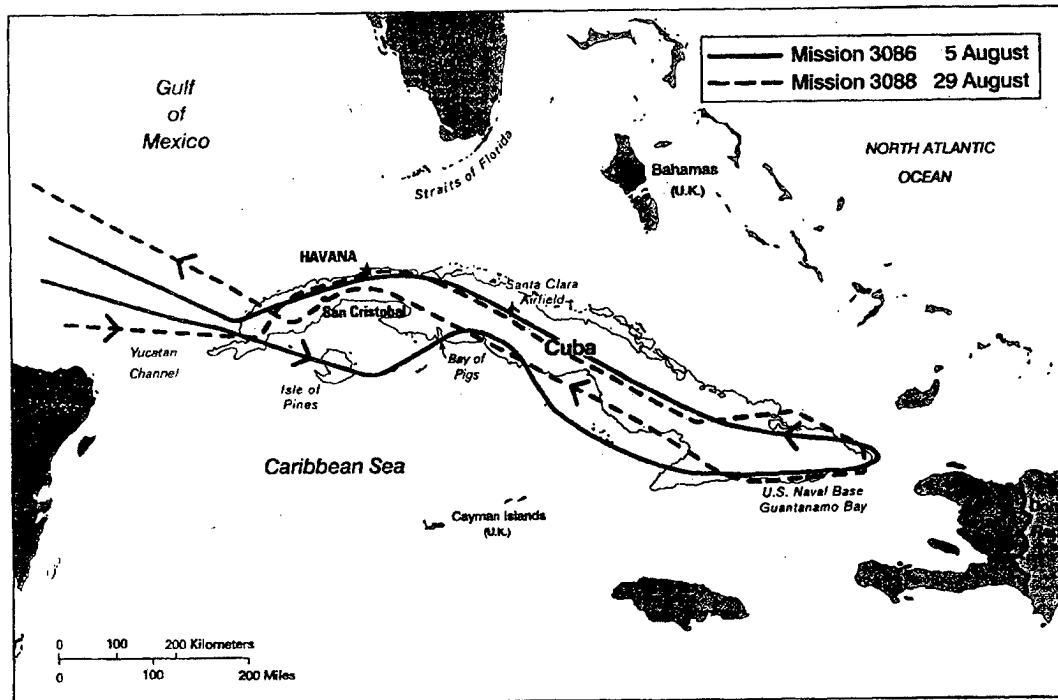 Mission 3086 5 August
Mission 3088 29 August
Gulf
of
Mexico
Straits of Florida
Bahamas
(U.K.)
NORTH ATLANTIC
OCEAN
HAVANA
San Cristobal
Santa Clara
Airfield
Cuba
Yucatan
Channel
Isle of
Pines
Bay of
Pigs
Caribbean Sea
U.S. Naval Base
Guantanamo Bay
Cayman Islands
(U.K.)
0 100 200 Kilometers
0 100 200 Miles